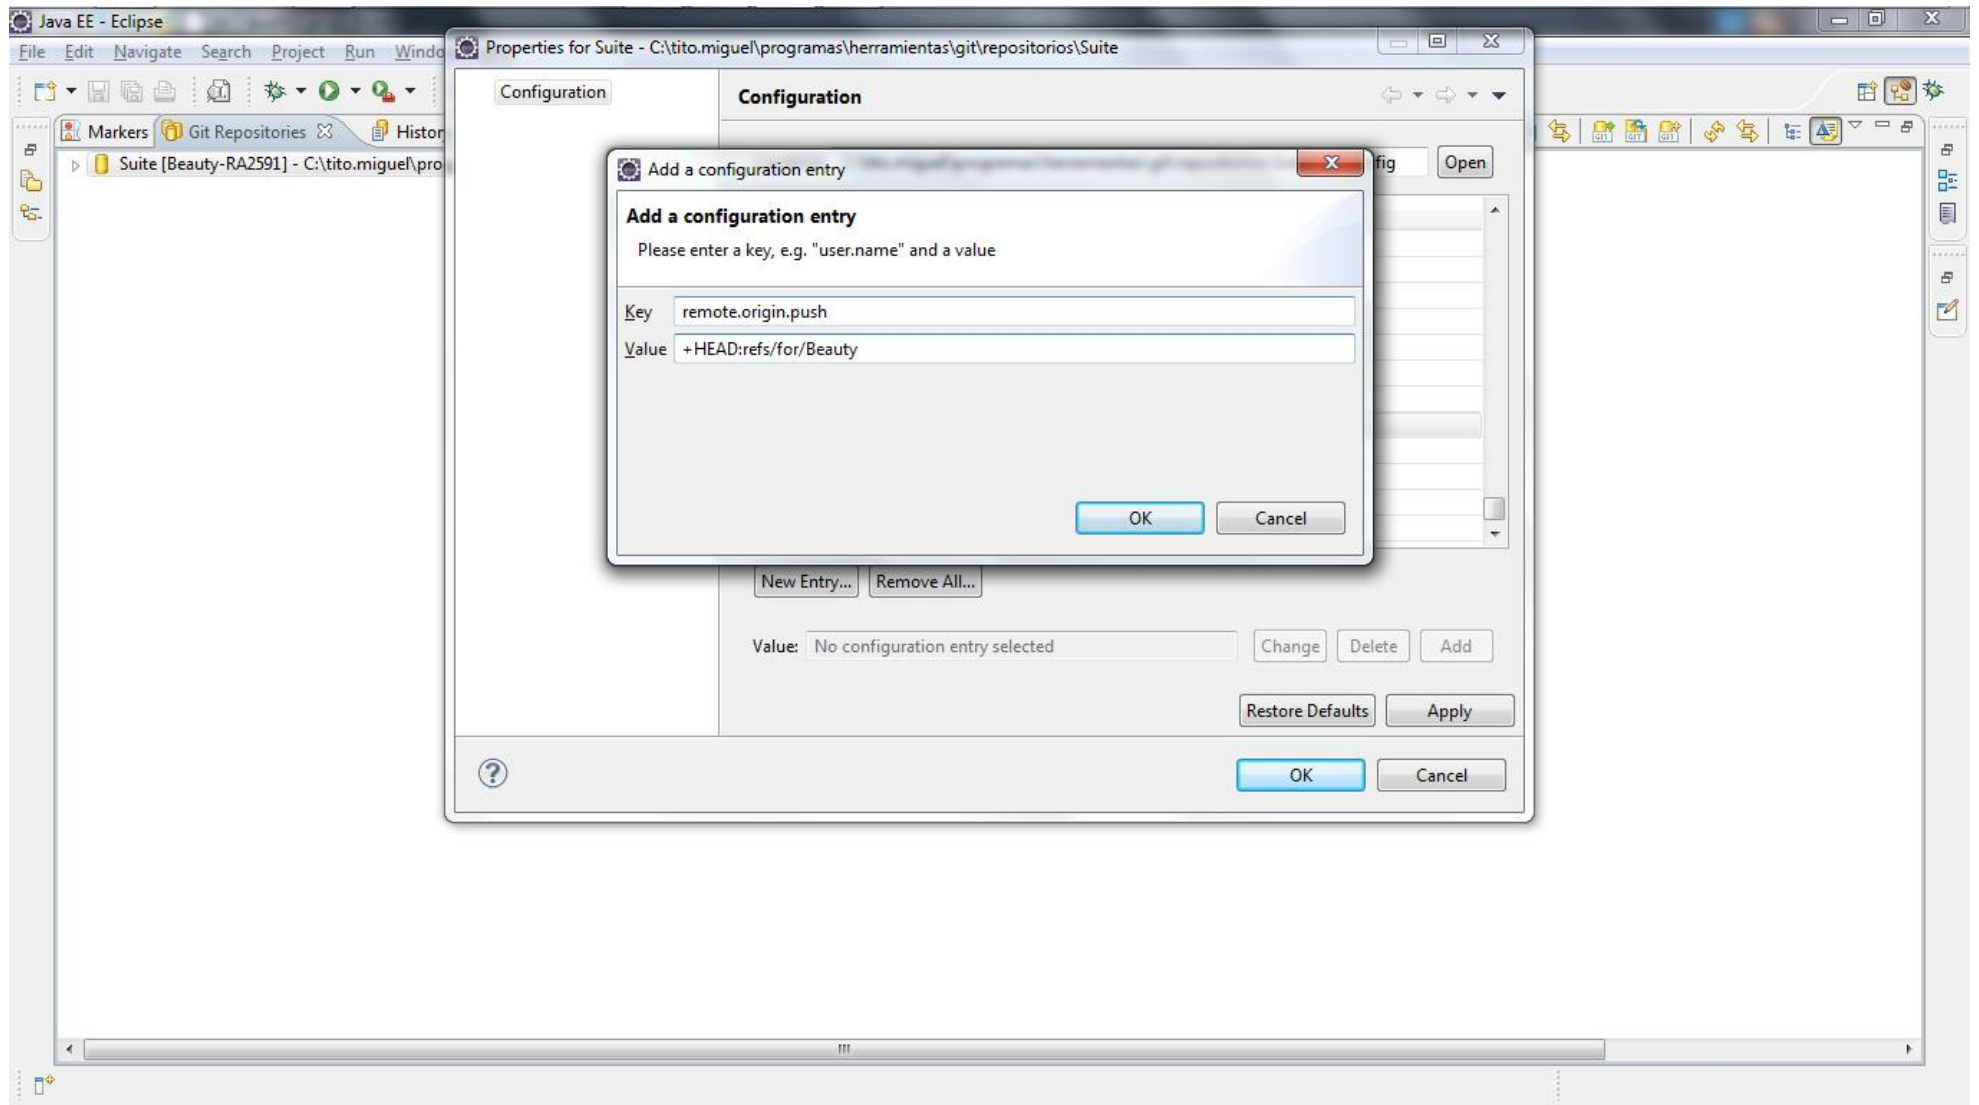 Java EE - Eclipse
File Edit Navigate Search Project Run Windo
Properties for Suite - C:\tito.miguel\programas\herramientas\git\repositorios\Suite
Configuration
Configuration
Markers Git Repositories Histor
Suite [Beauty-RA2591] - C:\tito.miguel\pro
fig Open
Add a configuration entry
Add a configuration entry
Please enter a key, e.g. "user.name" and a value
Key remote.origin.push
Value +HEAD:refs/for/Beauty
OK Cancel
New Entry... Remove All...
Value: No configuration entry selected Change Delete Add
Restore Defaults Apply
OK Cancel